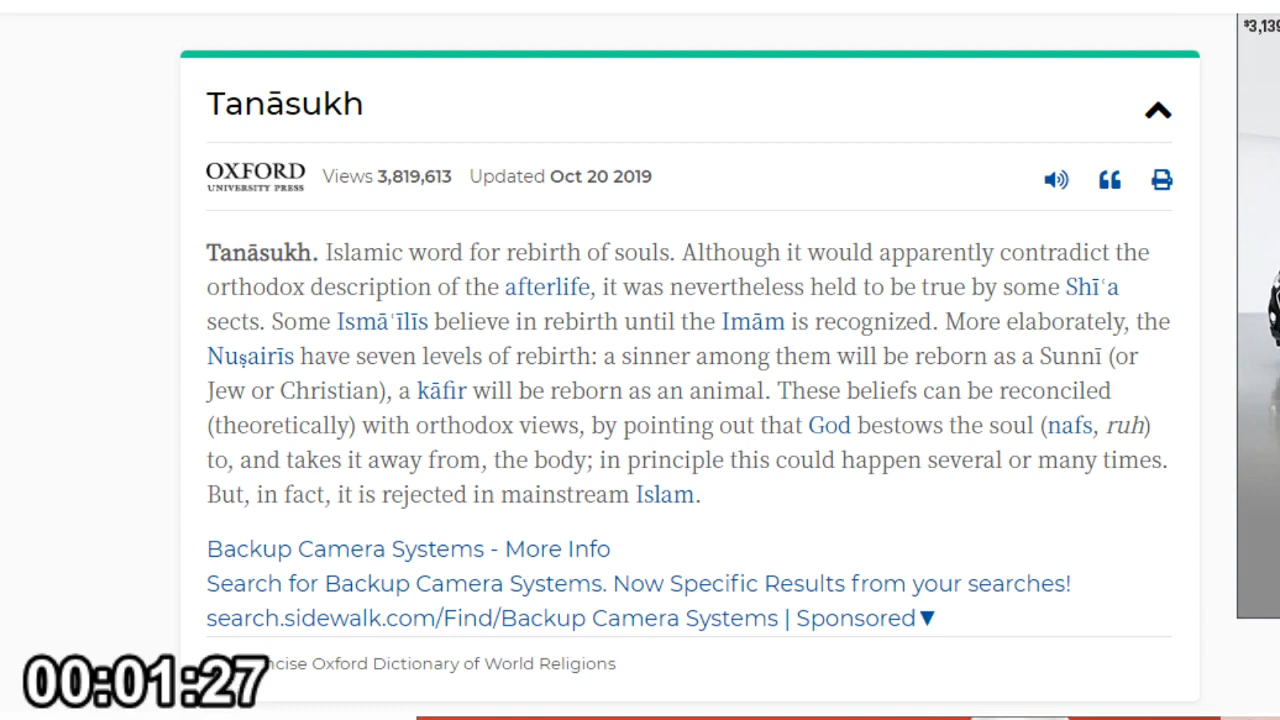 $3,139
Tanāsukh
OXFORD
UNIVERSITY PRESS
Views 3,819,613 Updated Oct 20 2019
Tanāsukh. Islamic word for rebirth of souls. Although it would apparently contradict the
orthodox description of the afterlife, it was nevertheless held to be true by some Shīʿa
sects. Some Ismāʿīlīs believe in rebirth until the Imām is recognized. More elaborately, the
Nuṣairīs have seven levels of rebirth: a sinner among them will be reborn as a Sunnī (or
Jew or Christian), a kāfir will be reborn as an animal. These beliefs can be reconciled
(theoretically) with orthodox views, by pointing out that God bestows the soul (nafs, ruh)
to, and takes it away from, the body; in principle this could happen several or many times.
But, in fact, it is rejected in mainstream Islam.
Backup Camera Systems - More Info
Search for Backup Camera Systems. Now Specific Results from your searches!
search.sidewalk.com/Find/Backup Camera Systems | Sponsored▼
Oxford Dictionary of World Religions
00:01:27